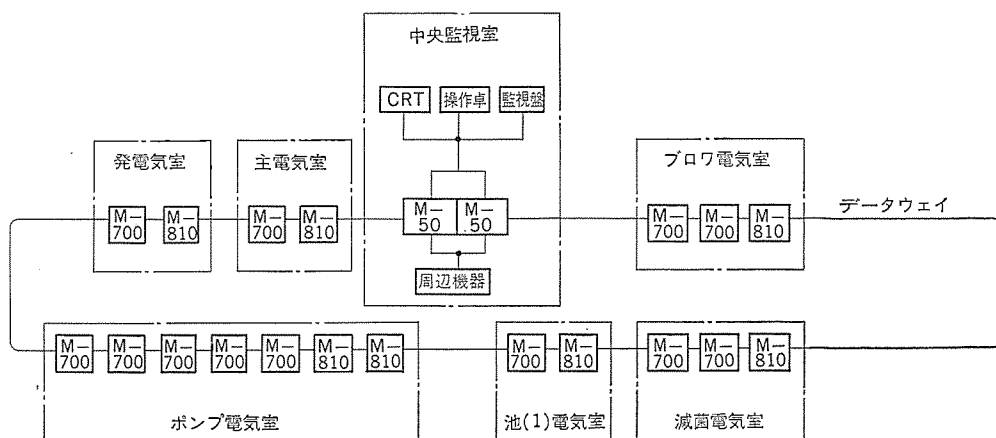 中央監視室
CRT
操作卓
監視盤
発電気室
主電気室
ブロワ電気室
データウェイ
M-
700
M-
810
M-
700
M-
810
M-
50
M-
.50
M-
700
M-
700
M-
810
周辺機器
M-
700
M-
700
M-
700
M-
700
M-
700
M-
810
M-
810
M-
700
M-
810
M-
700
M-
700
M-
810
ポンプ電気室
池(1)電気室
滅菌電気室